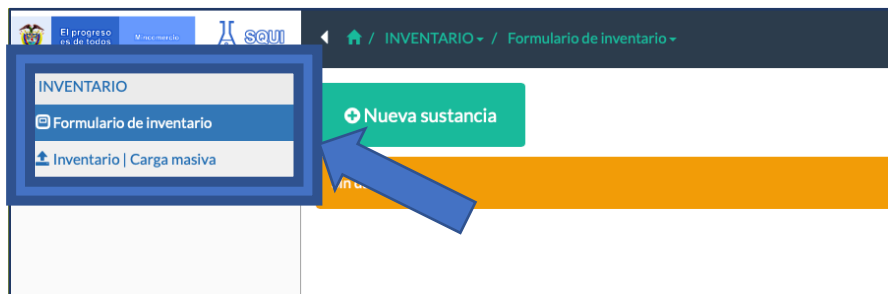 El progreso
es de todos
Mincomercio
SQUI
/ INVENTARIO / Formulario de inventario
INVENTARIO
Formulario de inventario
Inventario | Carga masiva
Nueva sustancia